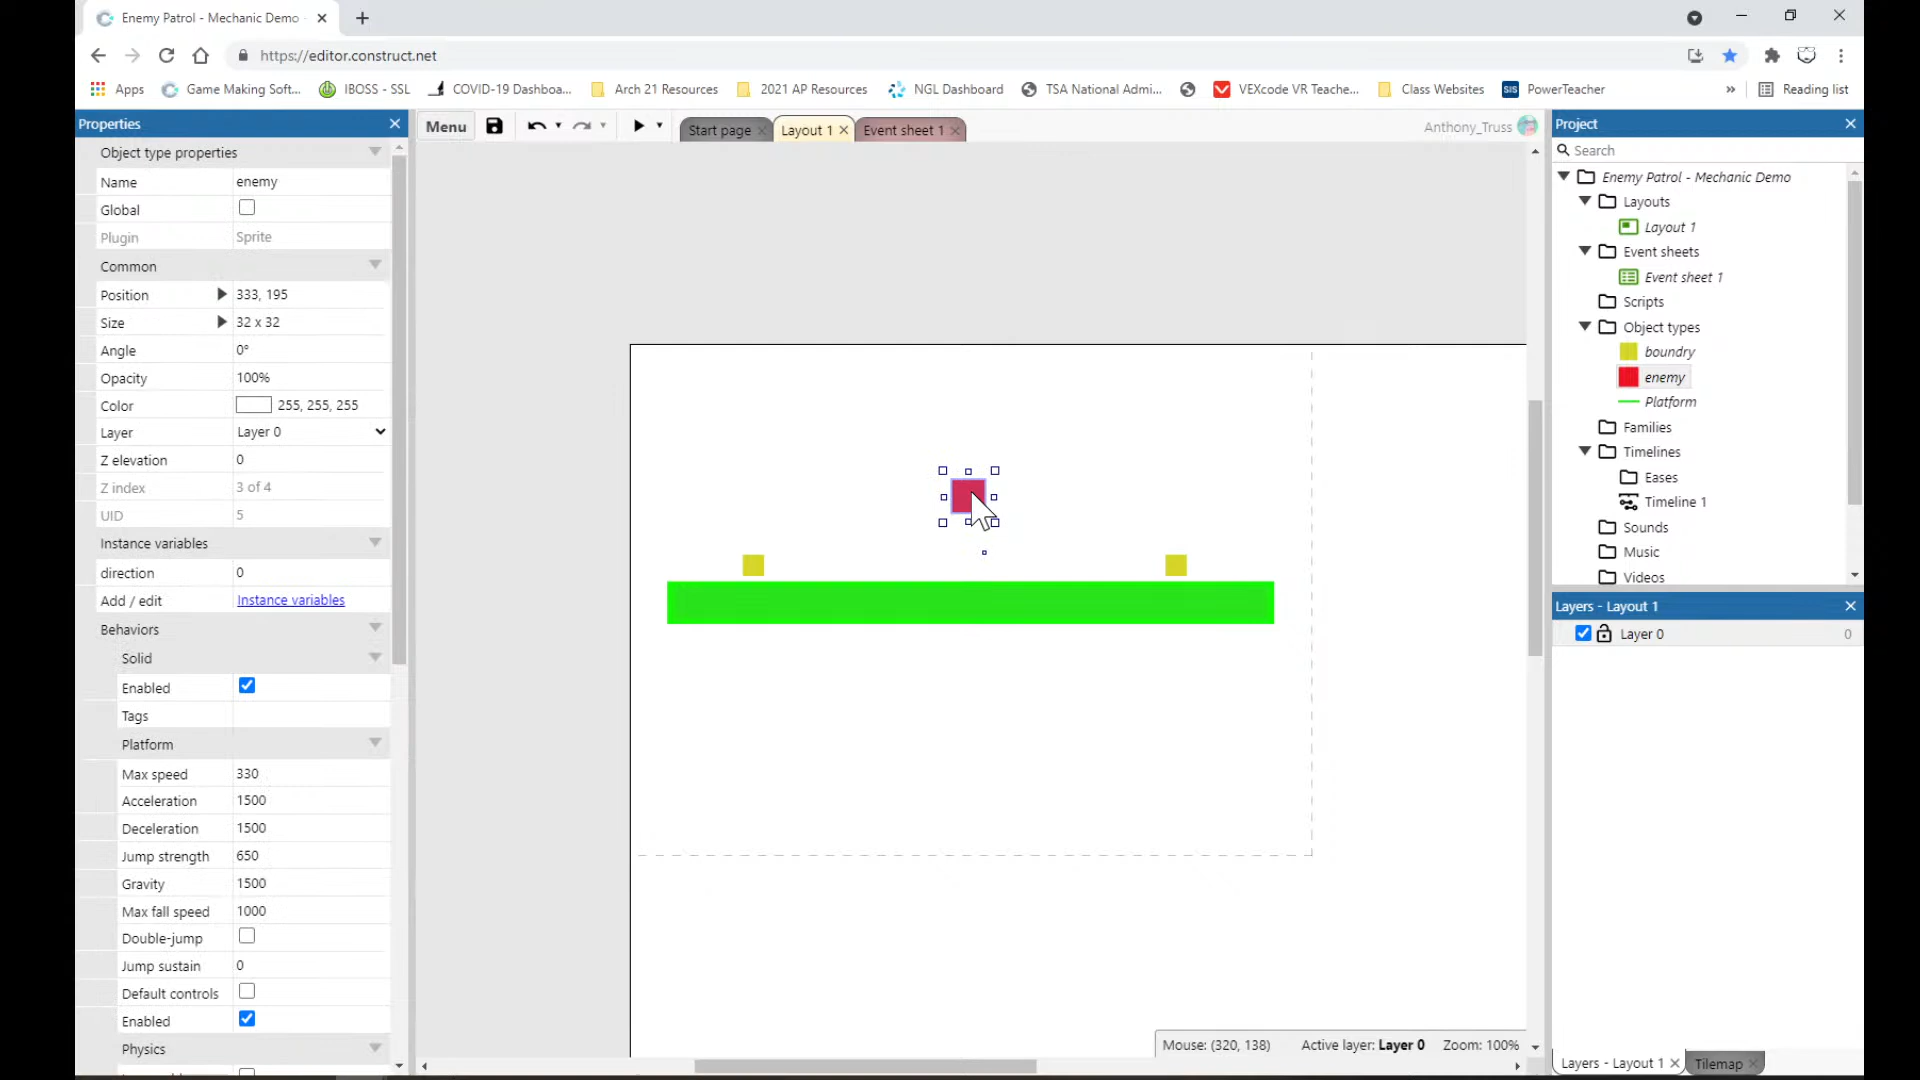 Enemy Patrol - Mechanic Demo
https://editor.construct.net
Apps
Game Making Soft...
IBOSS - SSL
COVID-19 Dashboa...
Arch 21 Resources
2021 AP Resources
NGL Dashboard
TSA National Admi...
VEXcode VR Teache...
Class Websites
SIS
PowerTeacher
»
Reading list
Properties
Menu
Start page
Layout 1
Event sheet 1
Anthony_Truss
Object type properties
Name enemy
Global
Plugin Sprite
Common
Position 333, 195
Size 32 x 32
Angle 0°
Opacity 100%
Color 255, 255, 255
Layer Layer 0
Z elevation 0
Z index 3 of 4
UID 5
Instance variables
direction 0
Add / edit Instance variables
Behaviors
Solid
Enabled
Tags
Platform
Max speed 330
Acceleration 1500
Deceleration 1500
Jump strength 650
Gravity 1500
Max fall speed 1000
Double-jump
Jump sustain 0
Default controls
Enabled
Physics
Mouse: (320, 138)
Active layer: Layer 0
Zoom: 100%
Project
Search
Enemy Patrol - Mechanic Demo
Layouts
Layout 1
Event sheets
Event sheet 1
Scripts
Object types
boundry
enemy
Platform
Families
Timelines
Eases
Timeline 1
Sounds
Music
Videos
Layers - Layout 1
Layer 0 0
Layers - Layout 1
Tilemap